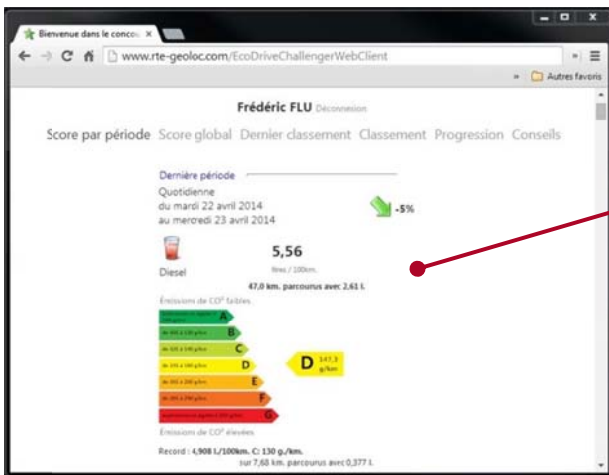 Bienvenue dans le conco
www.rte-geoloc.com/EcoDriveChallengerWebClient
Autres favoris
Frédéric FLU Déconnexion
Score par période Score global Dernier classement Classement Progression Conseils
Dernière période
Quotidienne
du mardi 22 avril 2014
au mercredi 23 avril 2014
-5%
5,56
Diesel
litres / 100km.
47,0 km. parcourus avec 2,61 l.
Émissions de CO² faibles
A
B
C
D
D 147,3
g/km
E
F
G
Émissions de CO² élevées
Record : 4,908 l./100km. C: 130 g./km.
sur 7,68 km. parcourus avec 0,377 l.